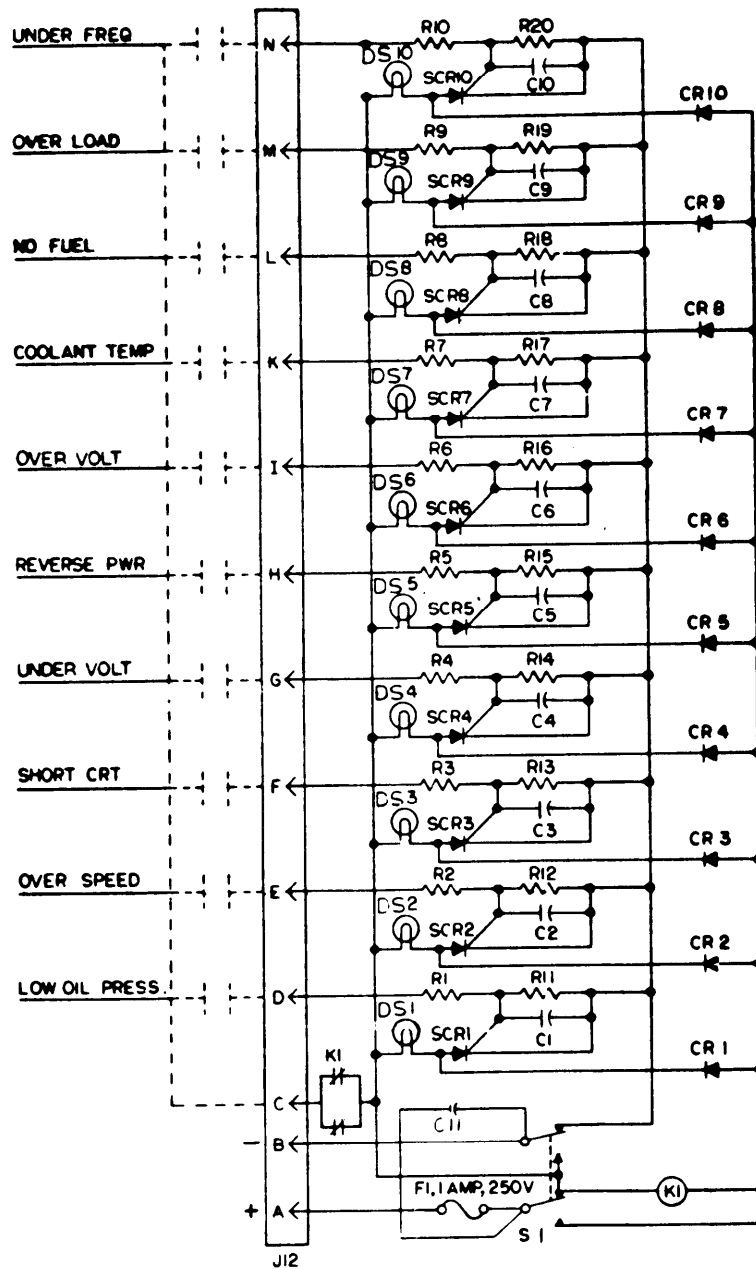 UNDER FREQ
N
R10
R20
DS10
SCR10
C10
CR10
OVER LOAD
M
R9
R19
DS9
SCR9
C9
CR9
NO FUEL
L
R8
R18
DS8
SCR8
C8
CR8
COOLANT TEMP
K
R7
R17
DS7
SCR7
C7
CR7
OVER VOLT
I
R6
R16
DS6
SCR6
C6
CR6
REVERSE PWR
H
R5
R15
DS5
SCR5
C5
CR5
UNDER VOLT
G
R4
R14
DS4
SCR4
C4
CR4
SHORT CRT
F
R3
R13
DS3
SCR3
C3
CR3
OVER SPEED
E
R2
R12
DS2
SCR2
C2
CR2
LOW OIL PRESS.
D
R1
R11
DS1
SCR1
C1
CR1
K1
C
C11
- B
F1, 1 AMP, 250V
K1
+ A
S1
J12